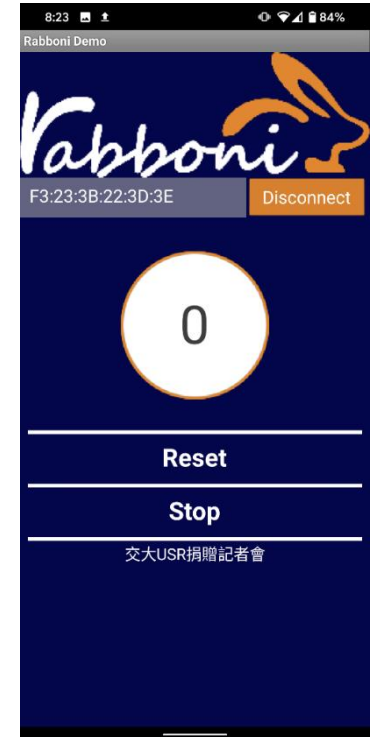 8:23 84%
Rabboni Demo
rabboni
F3:23:3B:22:3D:3E Disconnect
0
Reset
Stop
交大USR捐贈記者會